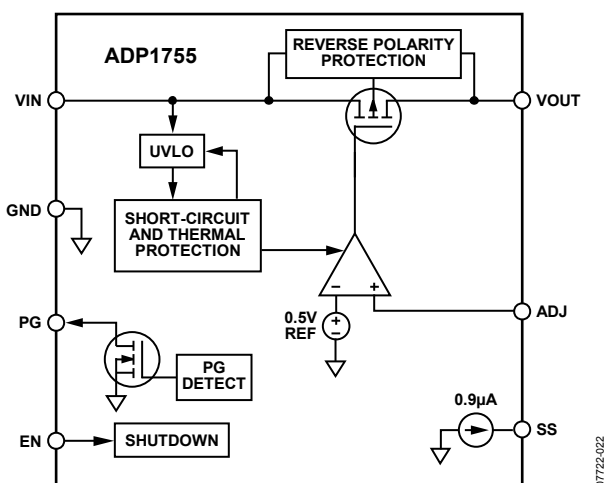 ADP1755
REVERSE POLARITY
PROTECTION
VIN
VOUT
UVLO
GND
SHORT-CIRCUIT
AND THERMAL
PROTECTION
– +
0.5V
REF
+
–
ADJ
PG
PG
DETECT
0.9µA
SS
EN
SHUTDOWN
07722-022